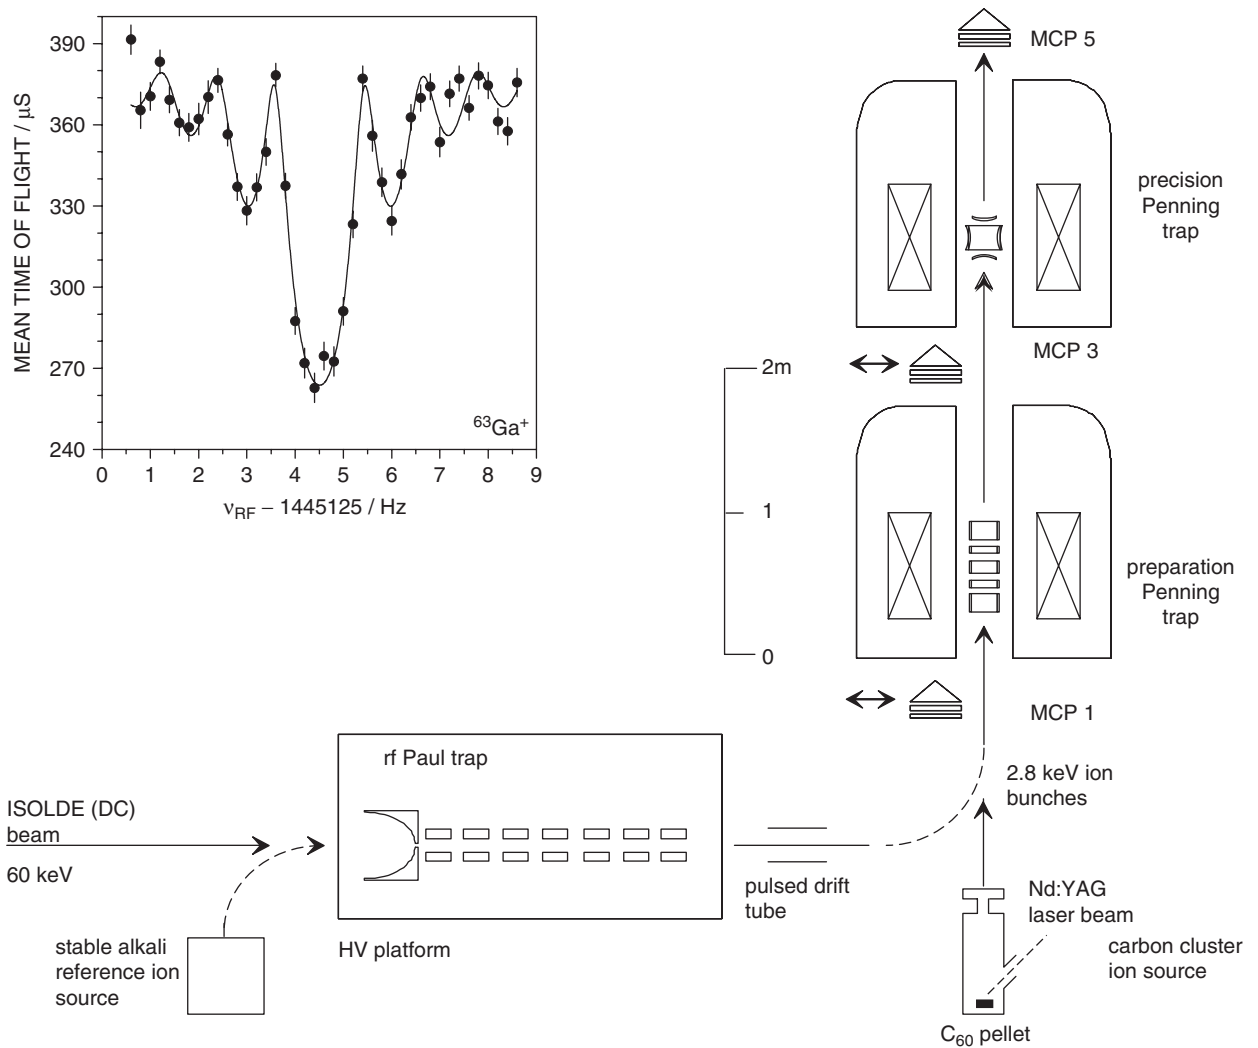 390
360
330
300
270
240
MEAN TIME OF FLIGHT / μS
0 1 2 3 4 5 6 7 8 9
νRF – 1445125 / Hz
63Ga+
MCP 5
precision
Penning
trap
MCP 3
2m
1
0
preparation
Penning
trap
MCP 1
2.8 keV ion
bunches
rf Paul trap
ISOLDE (DC)
beam
60 keV
pulsed drift
tube
HV platform
stable alkali
reference ion
source
Nd:YAG
laser beam
carbon cluster
ion source
C60 pellet